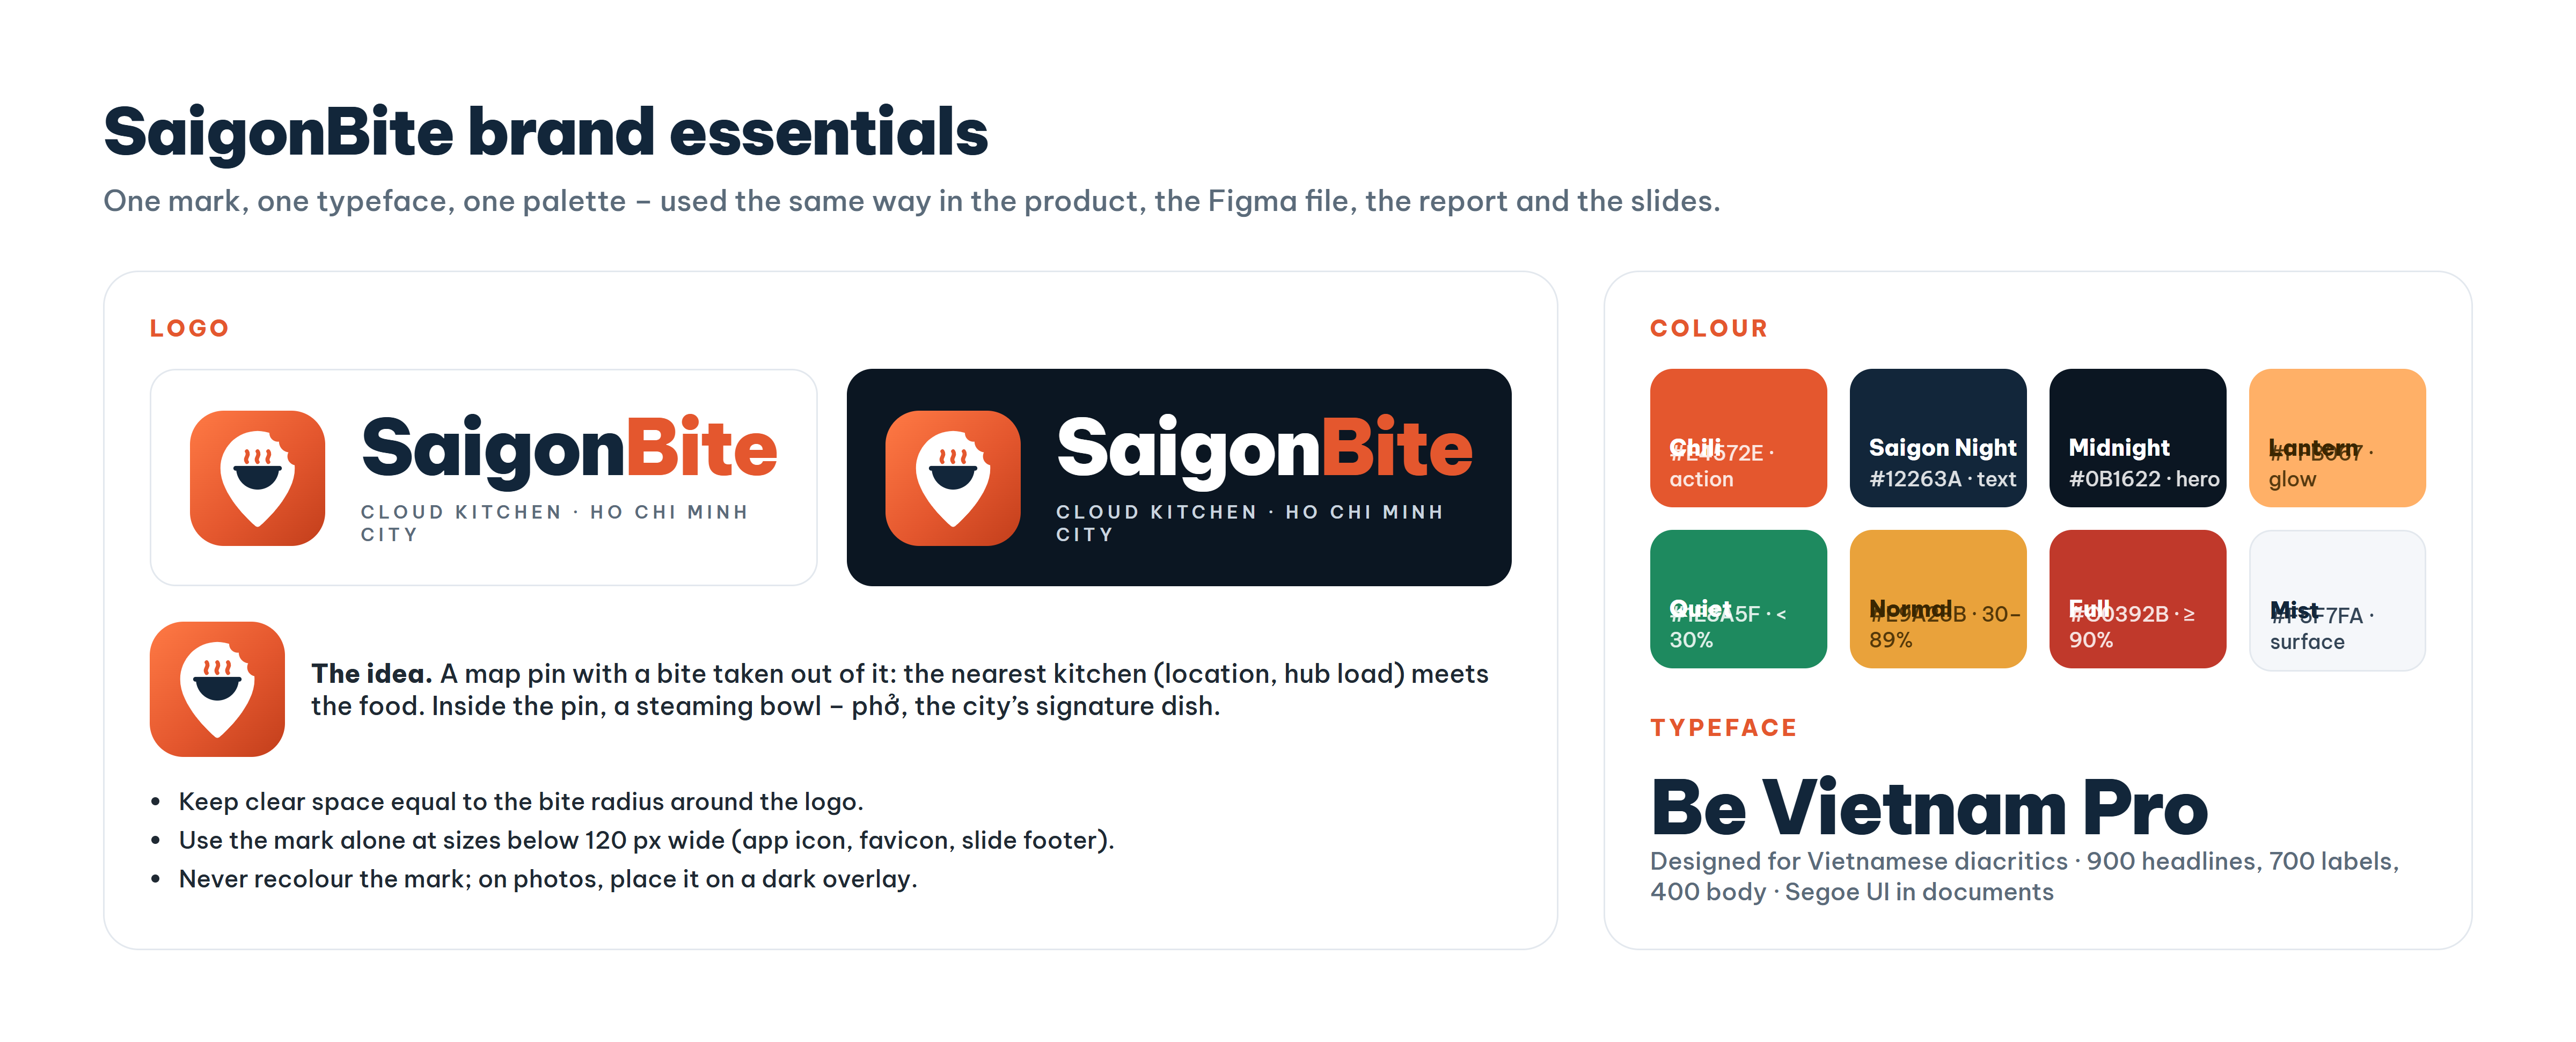 SaigonBite brand essentials
One mark, one typeface, one palette – used the same way in the product, the Figma file, the report and the slides.
LOGO
SaigonBite
CLOUD KITCHEN · HO CHI MINH
CITY
SaigonBite
CLOUD KITCHEN · HO CHI MINH
CITY
The idea. A map pin with a bite taken out of it: the nearest kitchen (location, hub load) meets
the food. Inside the pin, a steaming bowl – phở, the city’s signature dish.
• Keep clear space equal to the bite radius around the logo.
• Use the mark alone at sizes below 120 px wide (app icon, favicon, slide footer).
• Never recolour the mark; on photos, place it on a dark overlay.
COLOUR
Chili
action
Saigon Night
#12263A · text
Midnight
#0B1622 · hero
Lantern
glow
Quiet
· <
30%
Normal
· 30–
89%
Full
· ≥
90%
Mist
surface
TYPEFACE
Be Vietnam Pro
Designed for Vietnamese diacritics · 900 headlines, 700 labels,
400 body · Segoe UI in documents